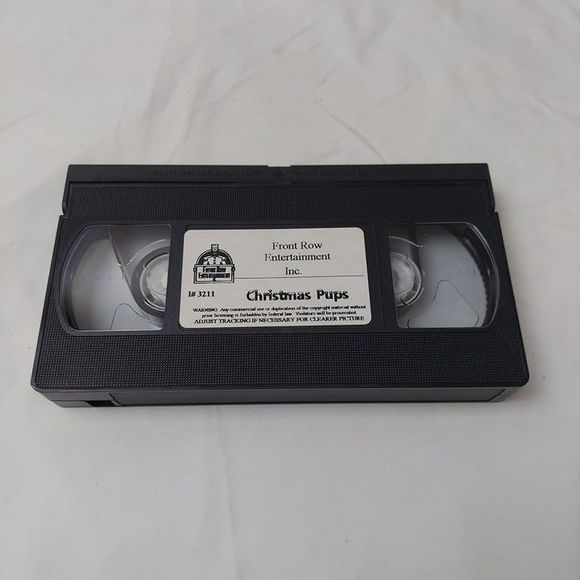 Front Row
Entertainment
Inc.
FRONT ROW
ENTERTAINMENT
I# 3211
Christmas Pups
WARNING: Any commercial use or duplication of the copyright material without
prior licensing is forbidden by federal law. Violators will be prosecuted.
ADJUST TRACKING IF NECESSARY FOR CLEARER PICTURE